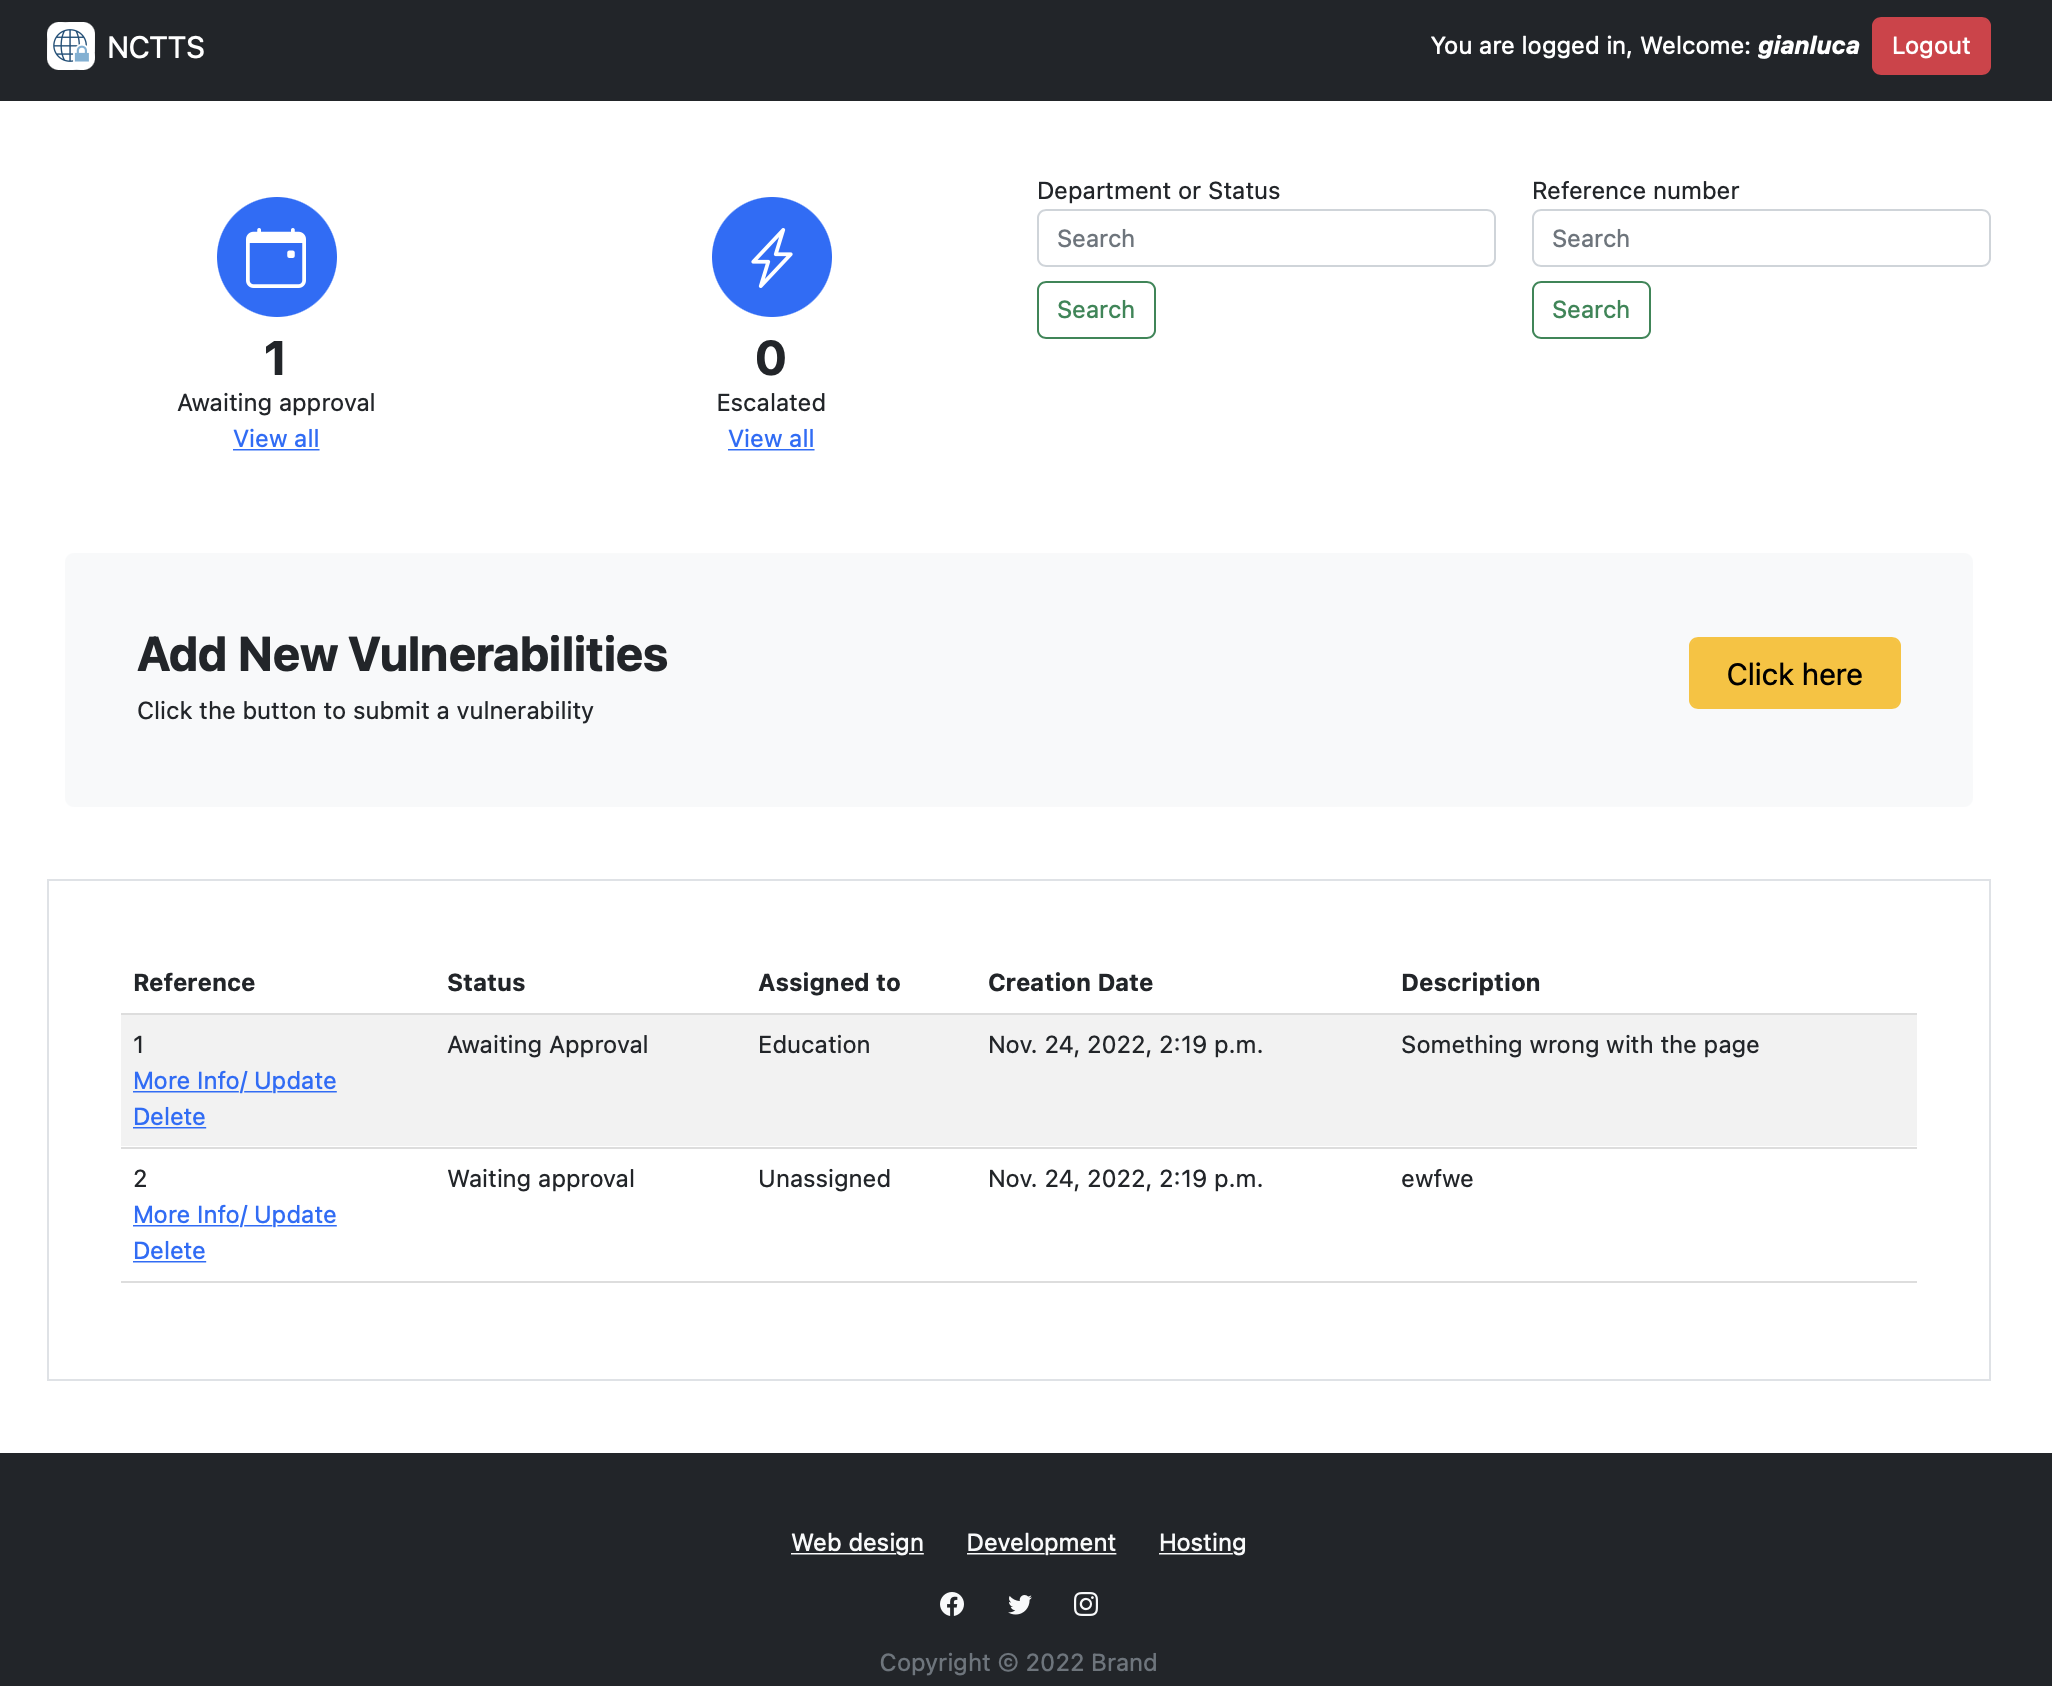 NCTTS
You are logged in, Welcome: gianluca
Logout
1
Awaiting approval
View all
0
Escalated
View all
Department or Status
Search
Search
Reference number
Search
Search
Add New Vulnerabilities
Click the button to submit a vulnerability
Click here
Reference Status Assigned to Creation Date Description
1 Awaiting Approval Education Nov. 24, 2022, 2:19 p.m. Something wrong with the page
More Info/ Update
Delete
2 Waiting approval Unassigned Nov. 24, 2022, 2:19 p.m. ewfwe
More Info/ Update
Delete
Web design Development Hosting
Copyright © 2022 Brand